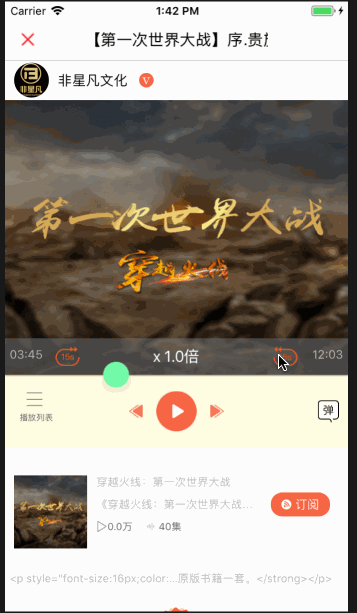 Carrier
1:42 PM
【第一次世界大战】序.贵
非星凡
非星凡文化
V
第一次世界大战
穿越火线
03:45
15s
x 1.0倍
15s
12:03
播放列表
弹
穿越火线：第一次世界大战
《穿越火线：第一次世界大战...
订阅
0.0万
40集
<p style="font-size:16px;color:...原版书籍一套。</strong></p>